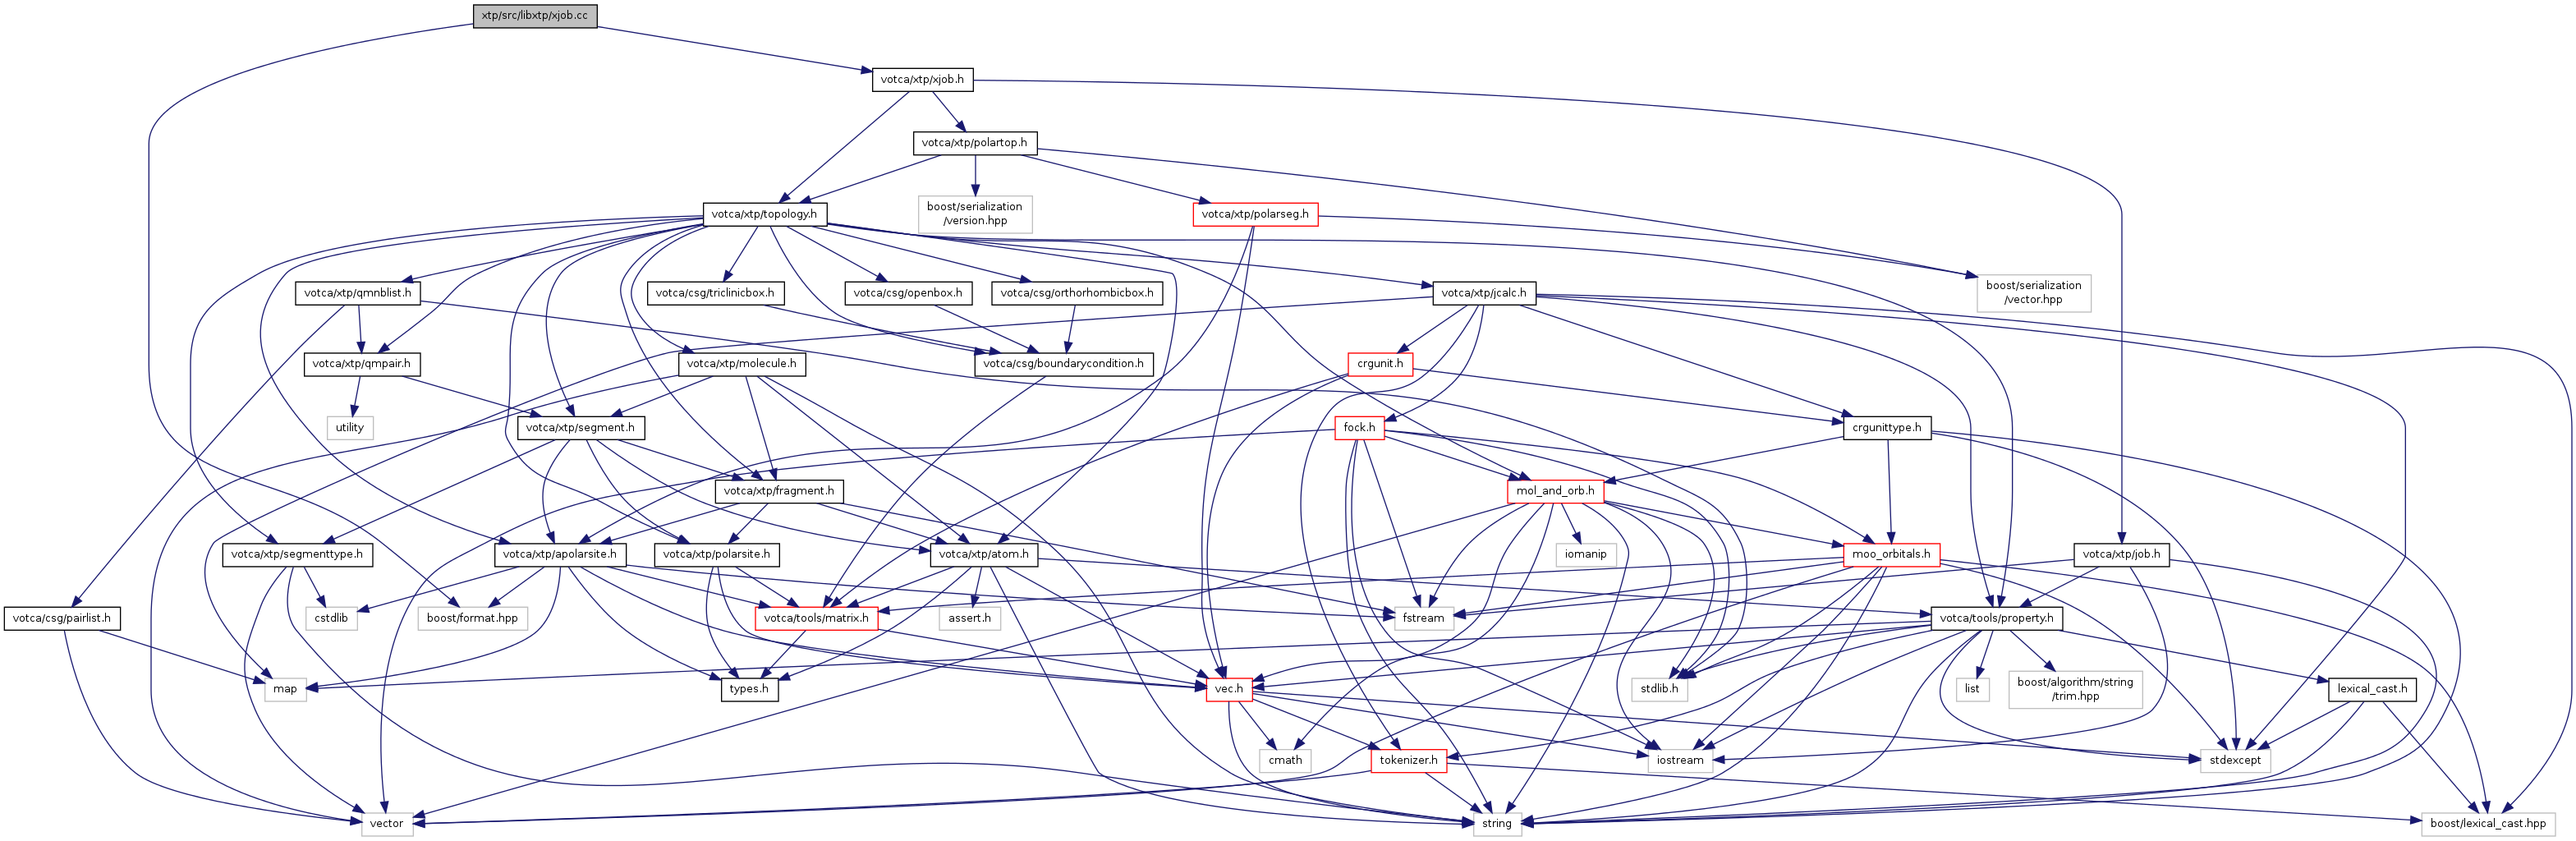 xtp/src/libxtp/xjob.cc
votca/xtp/xjob.h
votca/xtp/polartop.h
votca/xtp/topology.h
boost/serialization
/version.hpp
votca/xtp/polarseg.h
votca/xtp/qmnblist.h
votca/csg/triclinicbox.h
votca/csg/openbox.h
votca/csg/orthorhombicbox.h
votca/xtp/jcalc.h
boost/serialization
/vector.hpp
votca/xtp/qmpair.h
votca/xtp/molecule.h
votca/csg/boundarycondition.h
crgunit.h
utility
votca/xtp/segment.h
fock.h
crgunittype.h
votca/xtp/fragment.h
mol_and_orb.h
votca/xtp/segmenttype.h
votca/xtp/apolarsite.h
votca/xtp/polarsite.h
votca/xtp/atom.h
iomanip
moo_orbitals.h
votca/xtp/job.h
votca/csg/pairlist.h
cstdlib
boost/format.hpp
votca/tools/matrix.h
assert.h
fstream
votca/tools/property.h
map
types.h
vec.h
stdlib.h
list
boost/algorithm/string
/trim.hpp
lexical_cast.h
cmath
tokenizer.h
iostream
stdexcept
vector
string
boost/lexical_cast.hpp